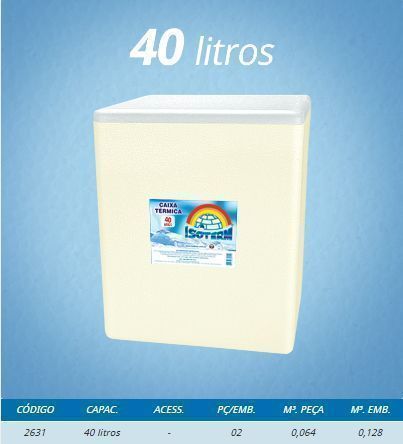 40 litros
CAIXA
TÉRMICA
40
ISOTERM
CÓDIGO CAPAC. ACESS. PÇ/EMB. M³. PEÇA M³. EMB.
2631 40 litros - 02 0,064 0,128